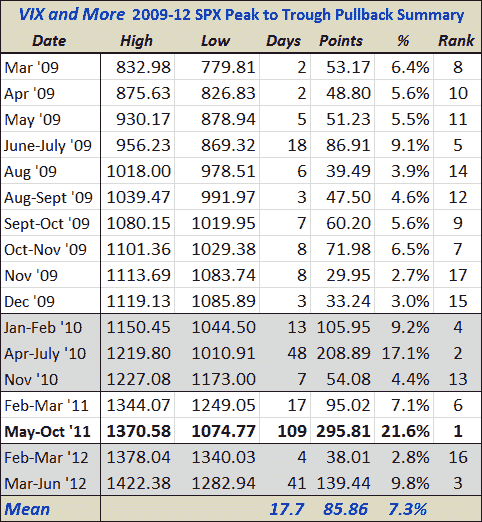 VIX and More 2009-12 SPX Peak to Trough Pullback Summary
Date High Low Days Points % Rank
Mar '09 832.98 779.81 2 53.17 6.4% 8
Apr '09 875.63 826.83 2 48.80 5.6% 10
May '09 930.17 878.94 5 51.23 5.5% 11
June-July '09 956.23 869.32 18 86.91 9.1% 5
Aug '09 1018.00 978.51 6 39.49 3.9% 14
Aug-Sept '09 1039.47 991.97 3 47.50 4.6% 12
Sept-Oct '09 1080.15 1019.95 7 60.20 5.6% 9
Oct-Nov '09 1101.36 1029.38 8 71.98 6.5% 7
Nov '09 1113.69 1083.74 8 29.95 2.7% 17
Dec '09 1119.13 1085.89 3 33.24 3.0% 15
Jan-Feb '10 1150.45 1044.50 13 105.95 9.2% 4
Apr-July '10 1219.80 1010.91 48 208.89 17.1% 2
Nov '10 1227.08 1173.00 7 54.08 4.4% 13
Feb-Mar '11 1344.07 1249.05 17 95.02 7.1% 6
May-Oct '11 1370.58 1074.77 109 295.81 21.6% 1
Feb-Mar '12 1378.04 1340.03 4 38.01 2.8% 16
Mar-Jun '12 1422.38 1282.94 41 139.44 9.8% 3
Mean 17.7 85.86 7.3%